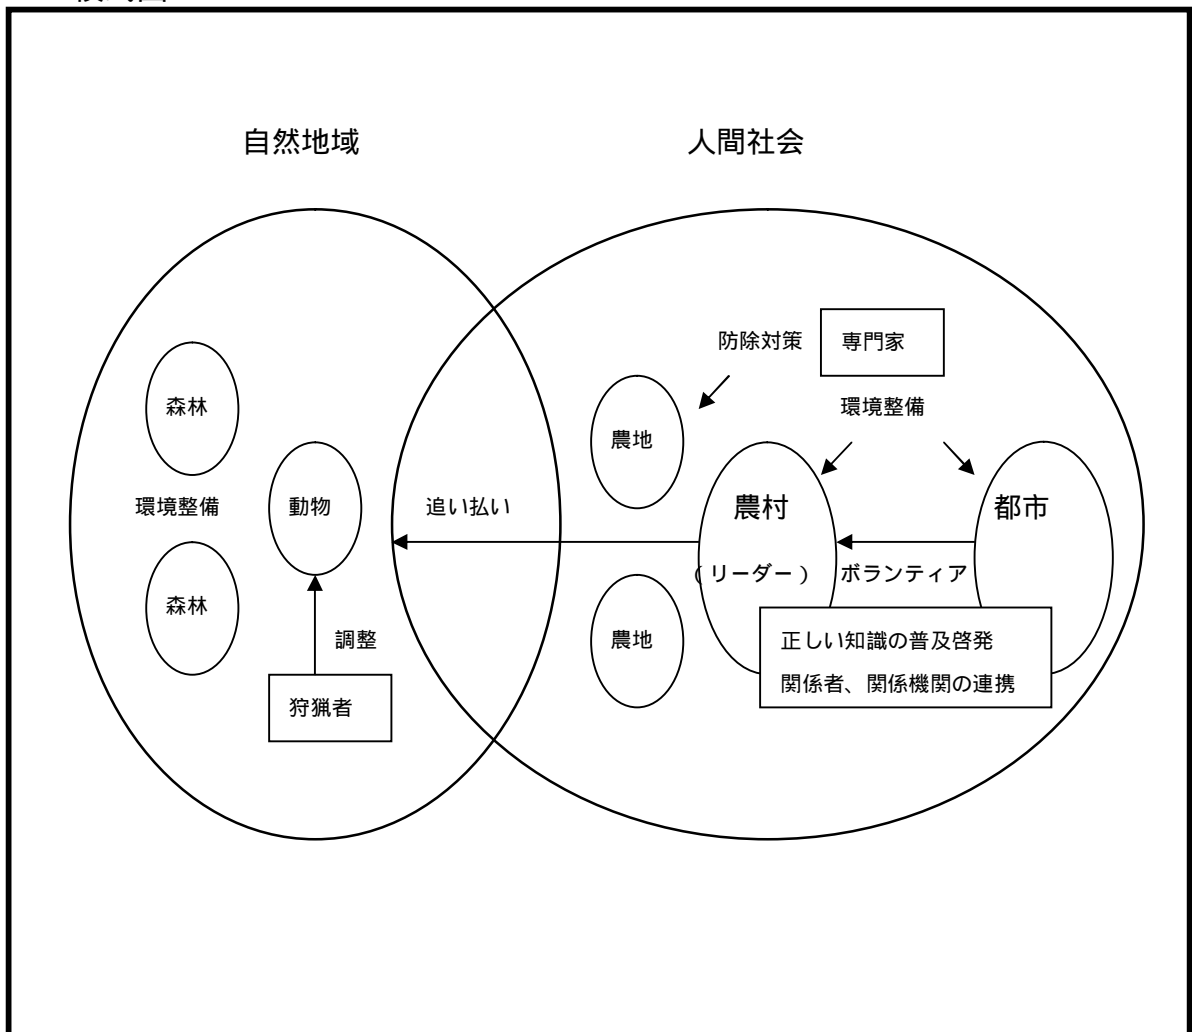 自然地域
人間社会
防除対策
専門家
環境整備
森林
農地
環境整備
動物
追い払い
農村
都市
(リーダー)
ボランティア
森林
農地
調整
狩猟者
正しい知識の普及啓発
関係者、関係機関の連携